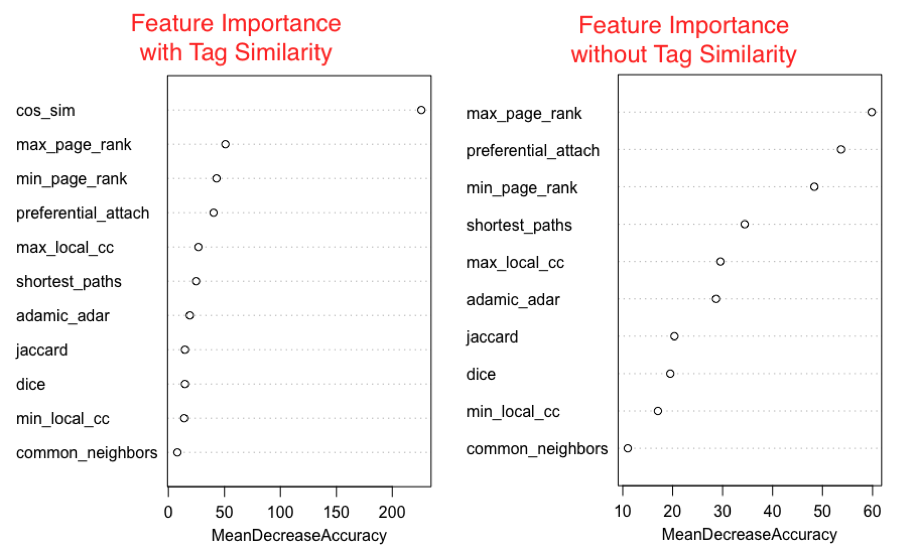 Feature Importance
with Tag Similarity
cos_sim
max_page_rank
min_page_rank
preferential_attach
max_local_cc
shortest_paths
adamic_adar
jaccard
dice
min_local_cc
common_neighbors
0 50 100 150 200
MeanDecreaseAccuracy
Feature Importance
without Tag Similarity
max_page_rank
preferential_attach
min_page_rank
shortest_paths
max_local_cc
adamic_adar
jaccard
dice
min_local_cc
common_neighbors
10 20 30 40 50 60
MeanDecreaseAccuracy